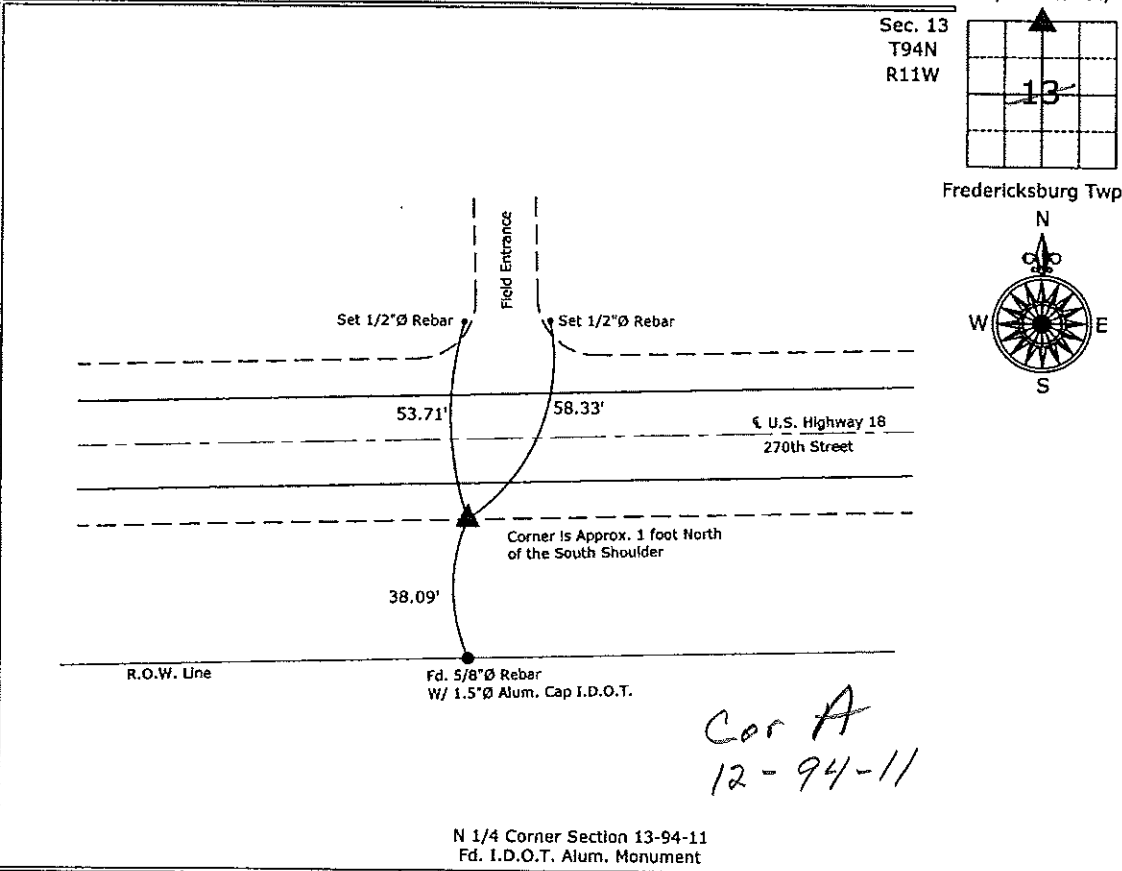 Sec. 13
T94N
R11W
13
Fredericksburg Twp
N
W
E
S
Field Entrance
Set 1/2"Ø Rebar
Set 1/2"Ø Rebar
53.71'
58.33'
℄ U.S. Highway 18
270th Street
Corner is Approx. 1 foot North
of the South Shoulder
38.09'
R.O.W. Line
Fd. 5/8"Ø Rebar
W/ 1.5"Ø Alum. Cap I.D.O.T.
Cor A
12-94-11
N 1/4 Corner Section 13-94-11
Fd. I.D.O.T. Alum. Monument